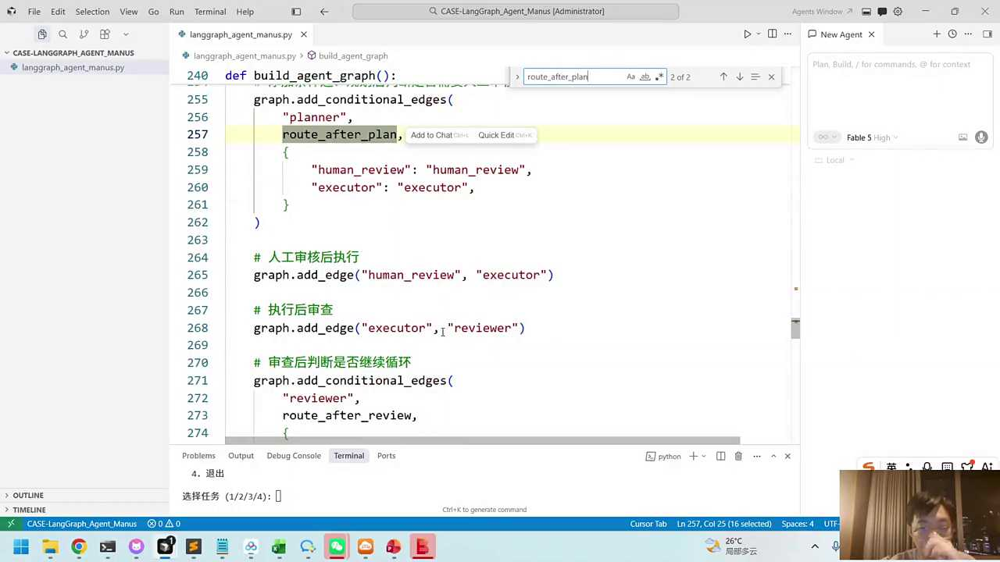 File Edit Selection View Go Run Terminal Help
CASE-LangGraph_Agent_Manus [Administrator]
Agents Window
CASE-LANGGRAPH_AGENT_MANUS
langgraph_agent_manus.py
langgraph_agent_manus.py
langgraph_agent_manus.py > build_agent_graph
route_after_plan
Aa
ab
2 of 2
New Agent
Plan, Build, / for commands, @ for context
Fable 5 High
Local
240 def build_agent_graph():
255 graph.add_conditional_edges(
256 "planner",
257 route_after_plan,
Add to Chat Ctrl+L Quick Edit Ctrl+K
258 {
259 "human_review": "human_review",
260 "executor": "executor",
261 }
262 )
263
264 # 人工审核后执行
265 graph.add_edge("human_review", "executor")
266
267 # 执行后审查
268 graph.add_edge("executor", "reviewer")
269
270 # 审查后判断是否继续循环
271 graph.add_conditional_edges(
272 "reviewer",
273 route_after_review,
274 {
Problems Output Debug Console Terminal Ports
python
4. 退出
选择任务 (1/2/3/4):
Ctrl+K to generate command
OUTLINE
TIMELINE
CASE-LangGraph_Agent_Manus
0 0
Cursor Tab
Ln 257, Col 25 (16 selected)
Spaces: 4
UTF-
英
26°C
局部多云